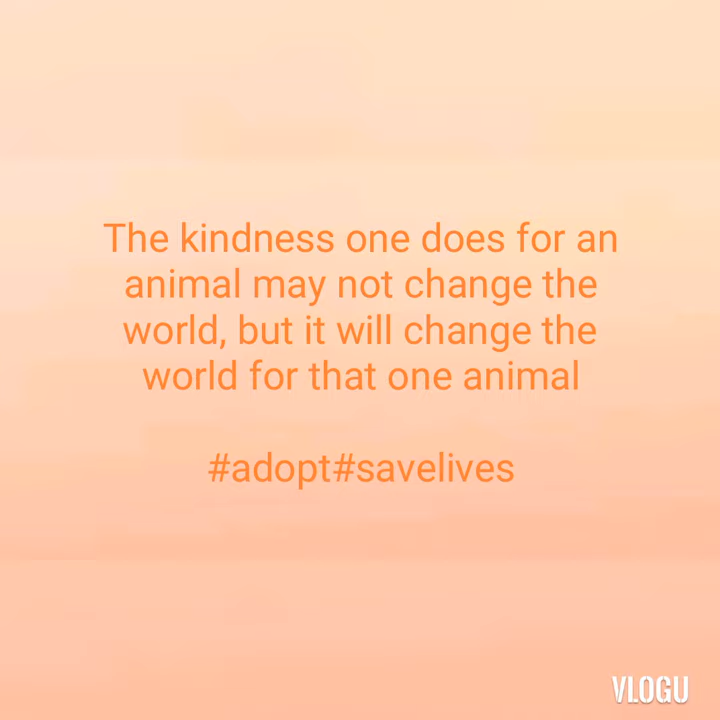 The kindness one does for an
animal may not change the
world, but it will change the
world for that one animal
#adopt#savelives
VLOGU